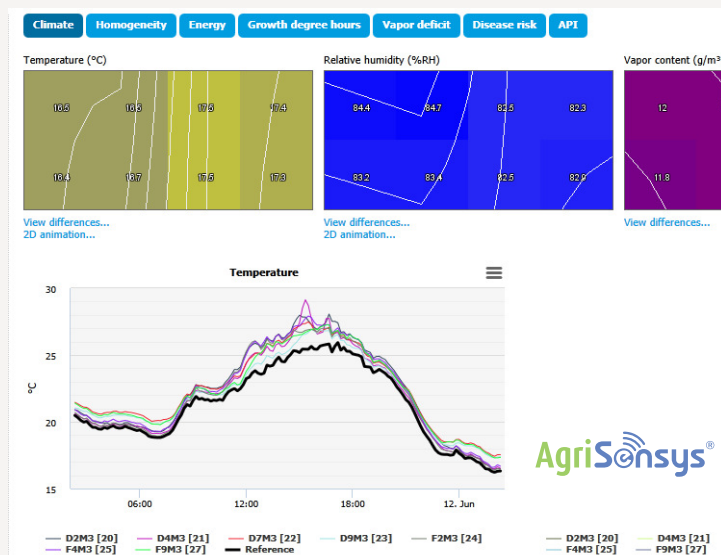 Climate Homogeneity Energy Growth degree hours Vapor deficit Disease risk API
Temperature (°C) Relative humidity (%RH) Vapor content (g/m³
16.5 16.6 17.5 17.4 84.4 84.7 82.5 82.3 12
16.4 16.7 17.5 17.3 83.2 83.4 82.5 82.0 11.8
View differences... View differences... View differences...
2D animation... 2D animation...
Temperature
30
25
°C
20
15
06:00 12:00 18:00 12. Jun
AgriSensys®
D2M3 [20] D4M3 [21] D7M3 [22] D9M3 [23] F2M3 [24] D2M3 [20] D4M3 [21]
F4M3 [25] F9M3 [27] Reference F4M3 [25] F9M3 [27]